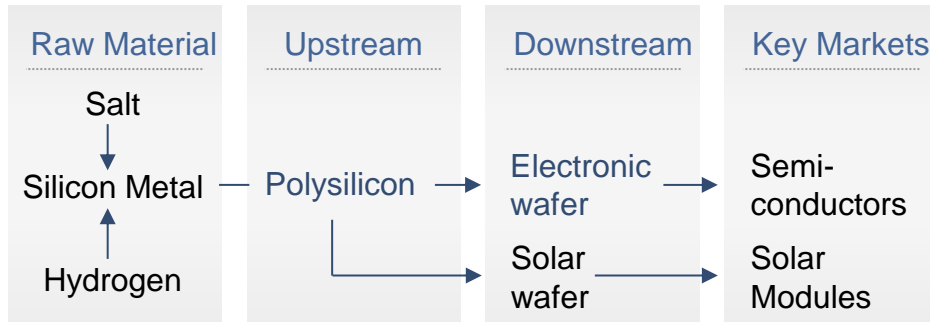 Raw Material
Salt
Silicon Metal
Hydrogen
Upstream
Polysilicon
Downstream
Electronic
wafer
Solar
wafer
Key Markets
Semi-
conductors
Solar
Modules